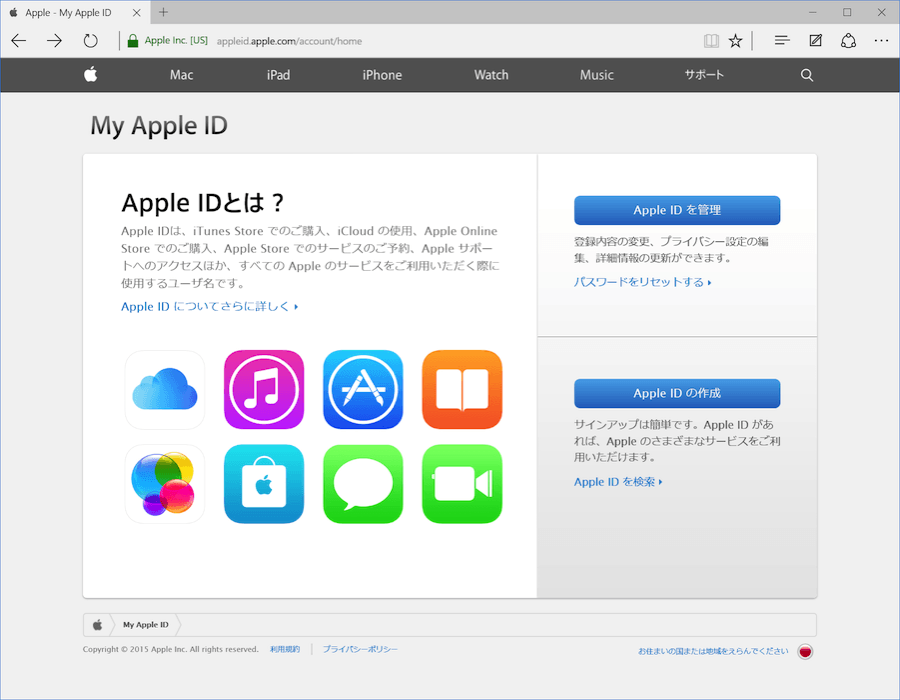 Apple - My Apple ID
Apple Inc. [US] appleid.apple.com/account/home
Mac iPad iPhone Watch Music サポート
My Apple ID
Apple IDとは？
Apple IDは、iTunes Store でのご購入、iCloud の使用、Apple Online
Store でのご購入、Apple Store でのサービスのご予約、Apple サポー
トへのアクセスほか、すべての Apple のサービスをご利用いただく際に
使用するユーザ名です。
Apple ID についてさらに詳しく
Apple ID を管理
登録内容の変更、プライバシー設定の編
集、詳細情報の更新ができます。
パスワードをリセットする
Apple ID の作成
サインアップは簡単です。Apple ID があ
れば、Apple のさまざまなサービスをご利
用いただけます。
Apple ID を検索
My Apple ID
Copyright © 2015 Apple Inc. All rights reserved. 利用規約 プライバシーポリシー
お住まいの国または地域をえらんでください